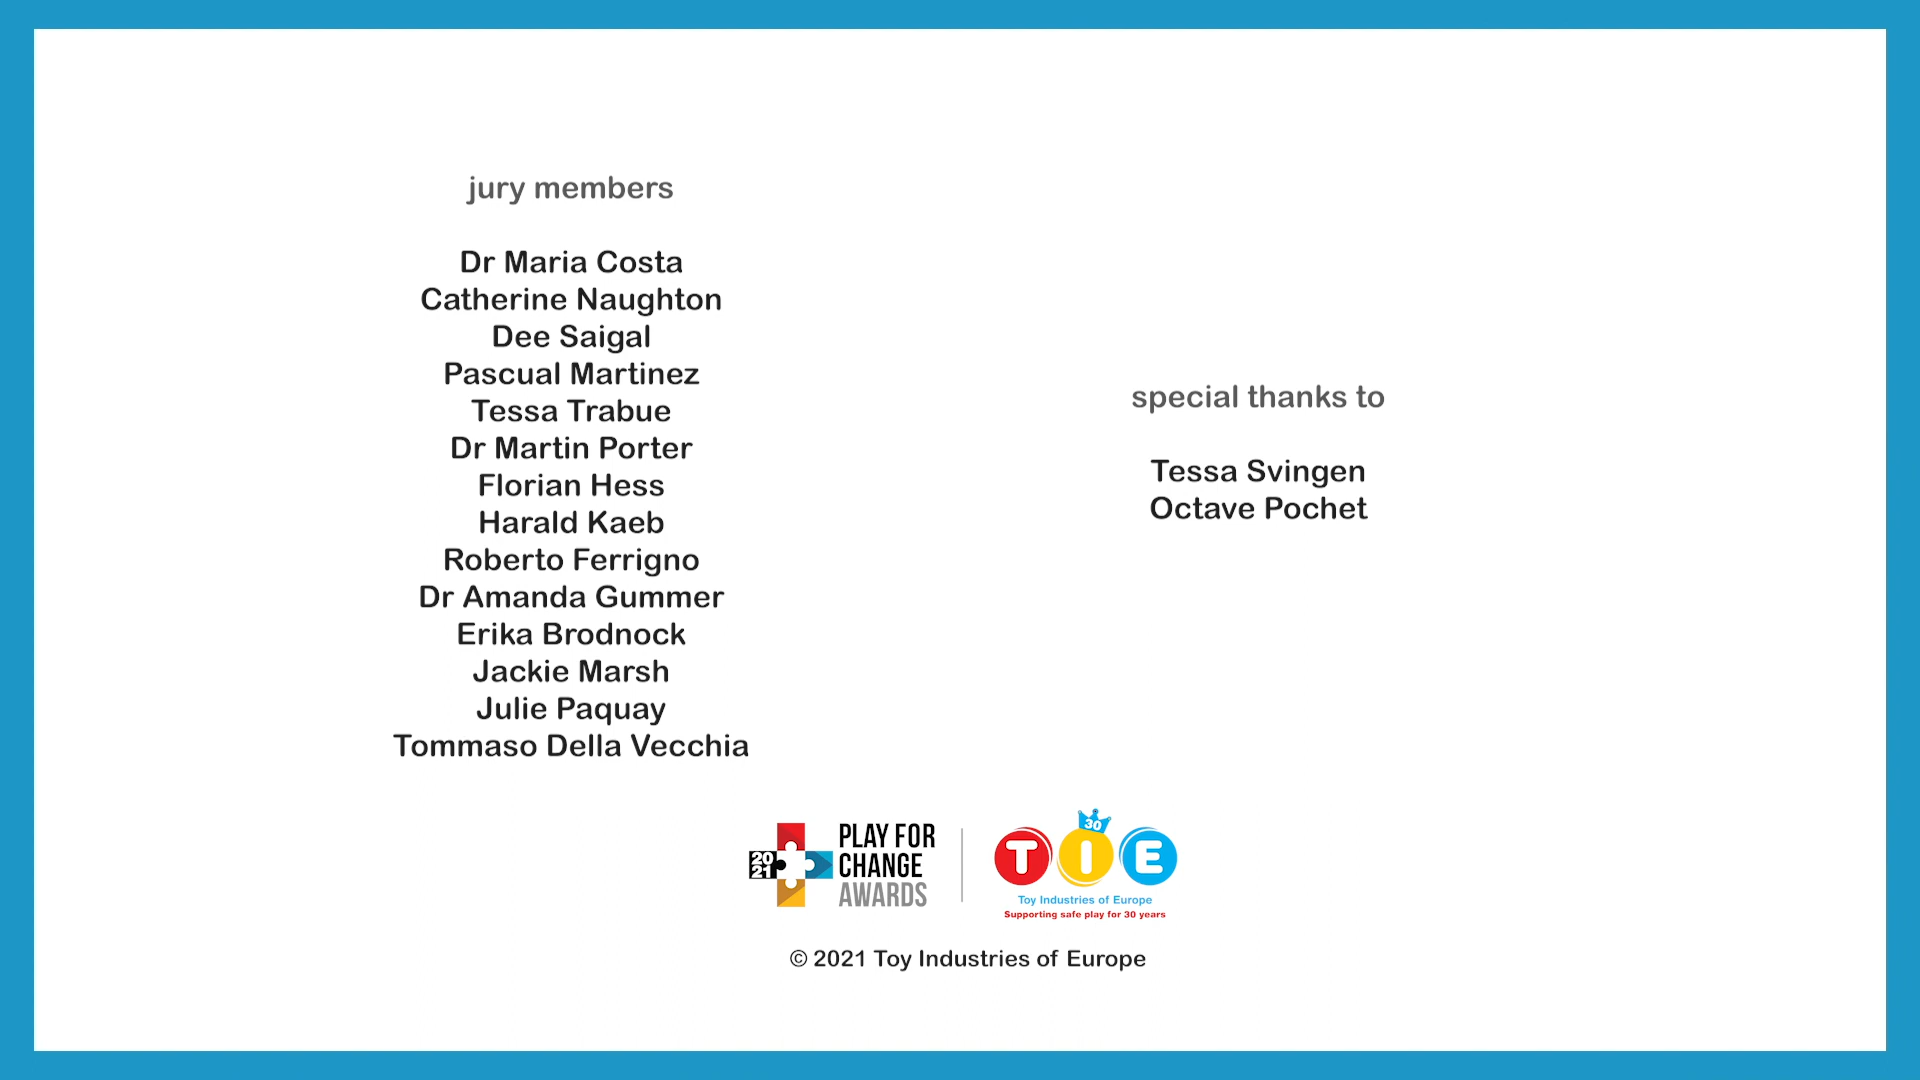 jury members
Dr Maria Costa
Catherine Naughton
Dee Saigal
Pascual Martinez
Tessa Trabue
Dr Martin Porter
Florian Hess
Harald Kaeb
Roberto Ferrigno
Dr Amanda Gummer
Erika Brodnock
Jackie Marsh
Julie Paquay
Tommaso Della Vecchia
special thanks to
Tessa Svingen
Octave Pochet
20
21
PLAY FOR
CHANGE
AWARDS
30
TIE
Toy Industries of Europe
Supporting safe play for 30 years
© 2021 Toy Industries of Europe